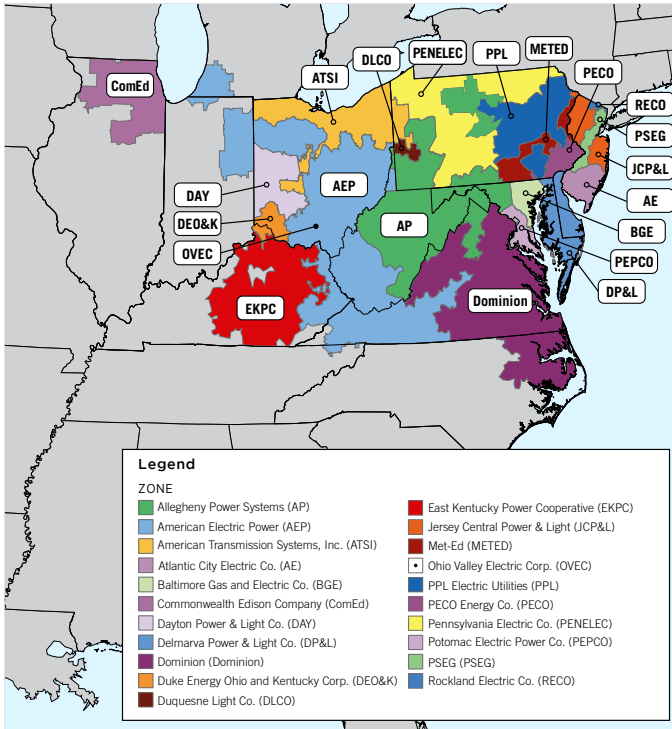 ComEd
ATSI
DLCO
PENELEC
PPL
METED
PECO
RECO
PSEG
JCP&L
AE
BGE
PEPCO
DP&L
DAY
DEO&K
OVEC
AEP
AP
EKPC
Dominion
Legend
ZONE
Allegheny Power Systems (AP)
American Electric Power (AEP)
American Transmission Systems, Inc. (ATSI)
Atlantic City Electric Co. (AE)
Baltimore Gas and Electric Co. (BGE)
Commonwealth Edison Company (ComEd)
Dayton Power & Light Co. (DAY)
Delmarva Power & Light Co. (DP&L)
Dominion (Dominion)
Duke Energy Ohio and Kentucky Corp. (DEO&K)
Duquesne Light Co. (DLCO)
East Kentucky Power Cooperative (EKPC)
Jersey Central Power & Light (JCP&L)
Met-Ed (METED)
Ohio Valley Electric Corp. (OVEC)
PPL Electric Utilities (PPL)
PECO Energy Co. (PECO)
Pennsylvania Electric Co. (PENELEC)
Potomac Electric Power Co. (PEPCO)
PSEG (PSEG)
Rockland Electric Co. (RECO)